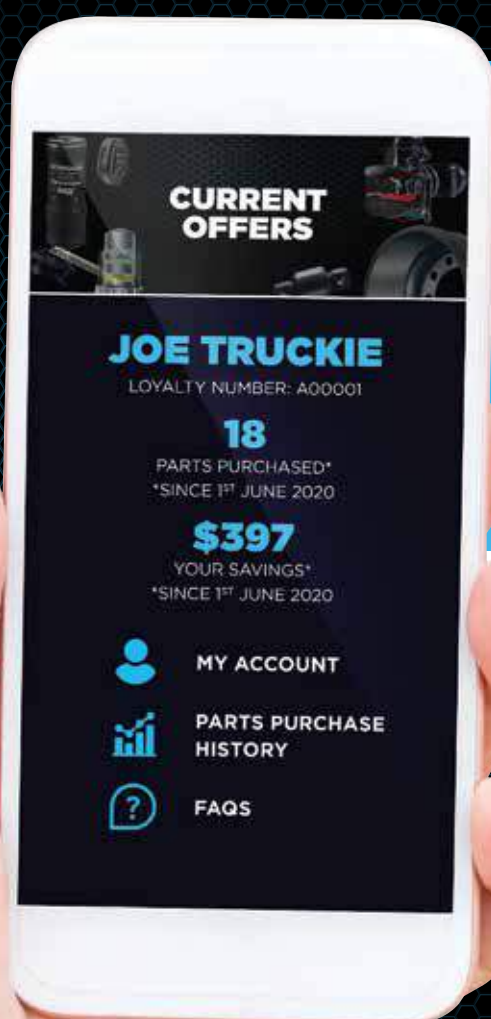 CURRENT
OFFERS
JOE TRUCKIE
LOYALTY NUMBER: A00001
18
PARTS PURCHASED*
*SINCE 1ST JUNE 2020
$397
YOUR SAVINGS*
*SINCE 1ST JUNE 2020
MY ACCOUNT
PARTS PURCHASE
HISTORY
?
FAQS